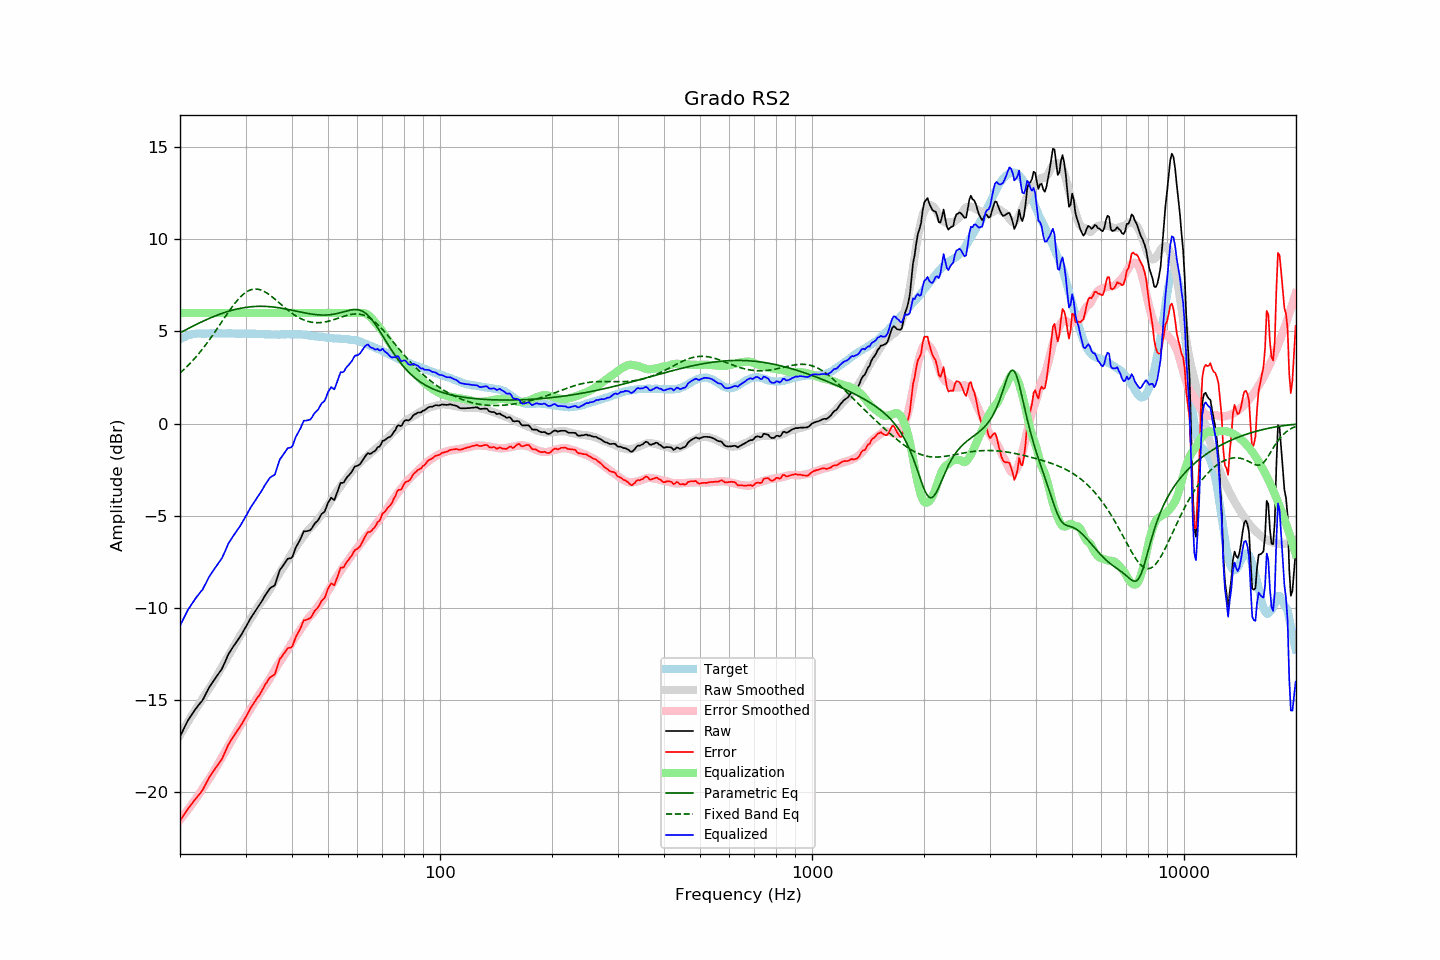 Grado RS2
Amplitude (dBr)
15
10
5
0
−5
−10
−15
−20
Target
Raw Smoothed
Error Smoothed
Raw
Error
Equalization
Parametric Eq
Fixed Band Eq
Equalized
100
1000
10000
Frequency (Hz)